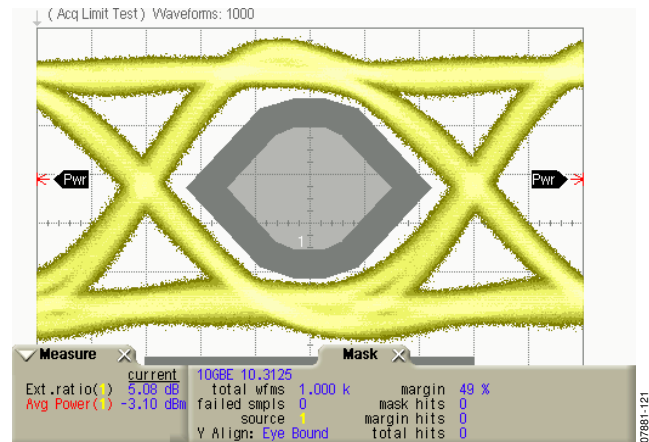 ( Acq Limit Test ) Waveforms: 1000
Pwr
Pwr
1
Measure
current
Ext.ratio(1) 5.08 dB
Avg Power(1) -3.10 dBm
Mask
10GBE 10.3125
total wfms 1.000 k margin 49 %
failed smpls 0 mask hits 0
source 1 margin hits 0
Y Align: Eye Bound total hits 0
07881-121